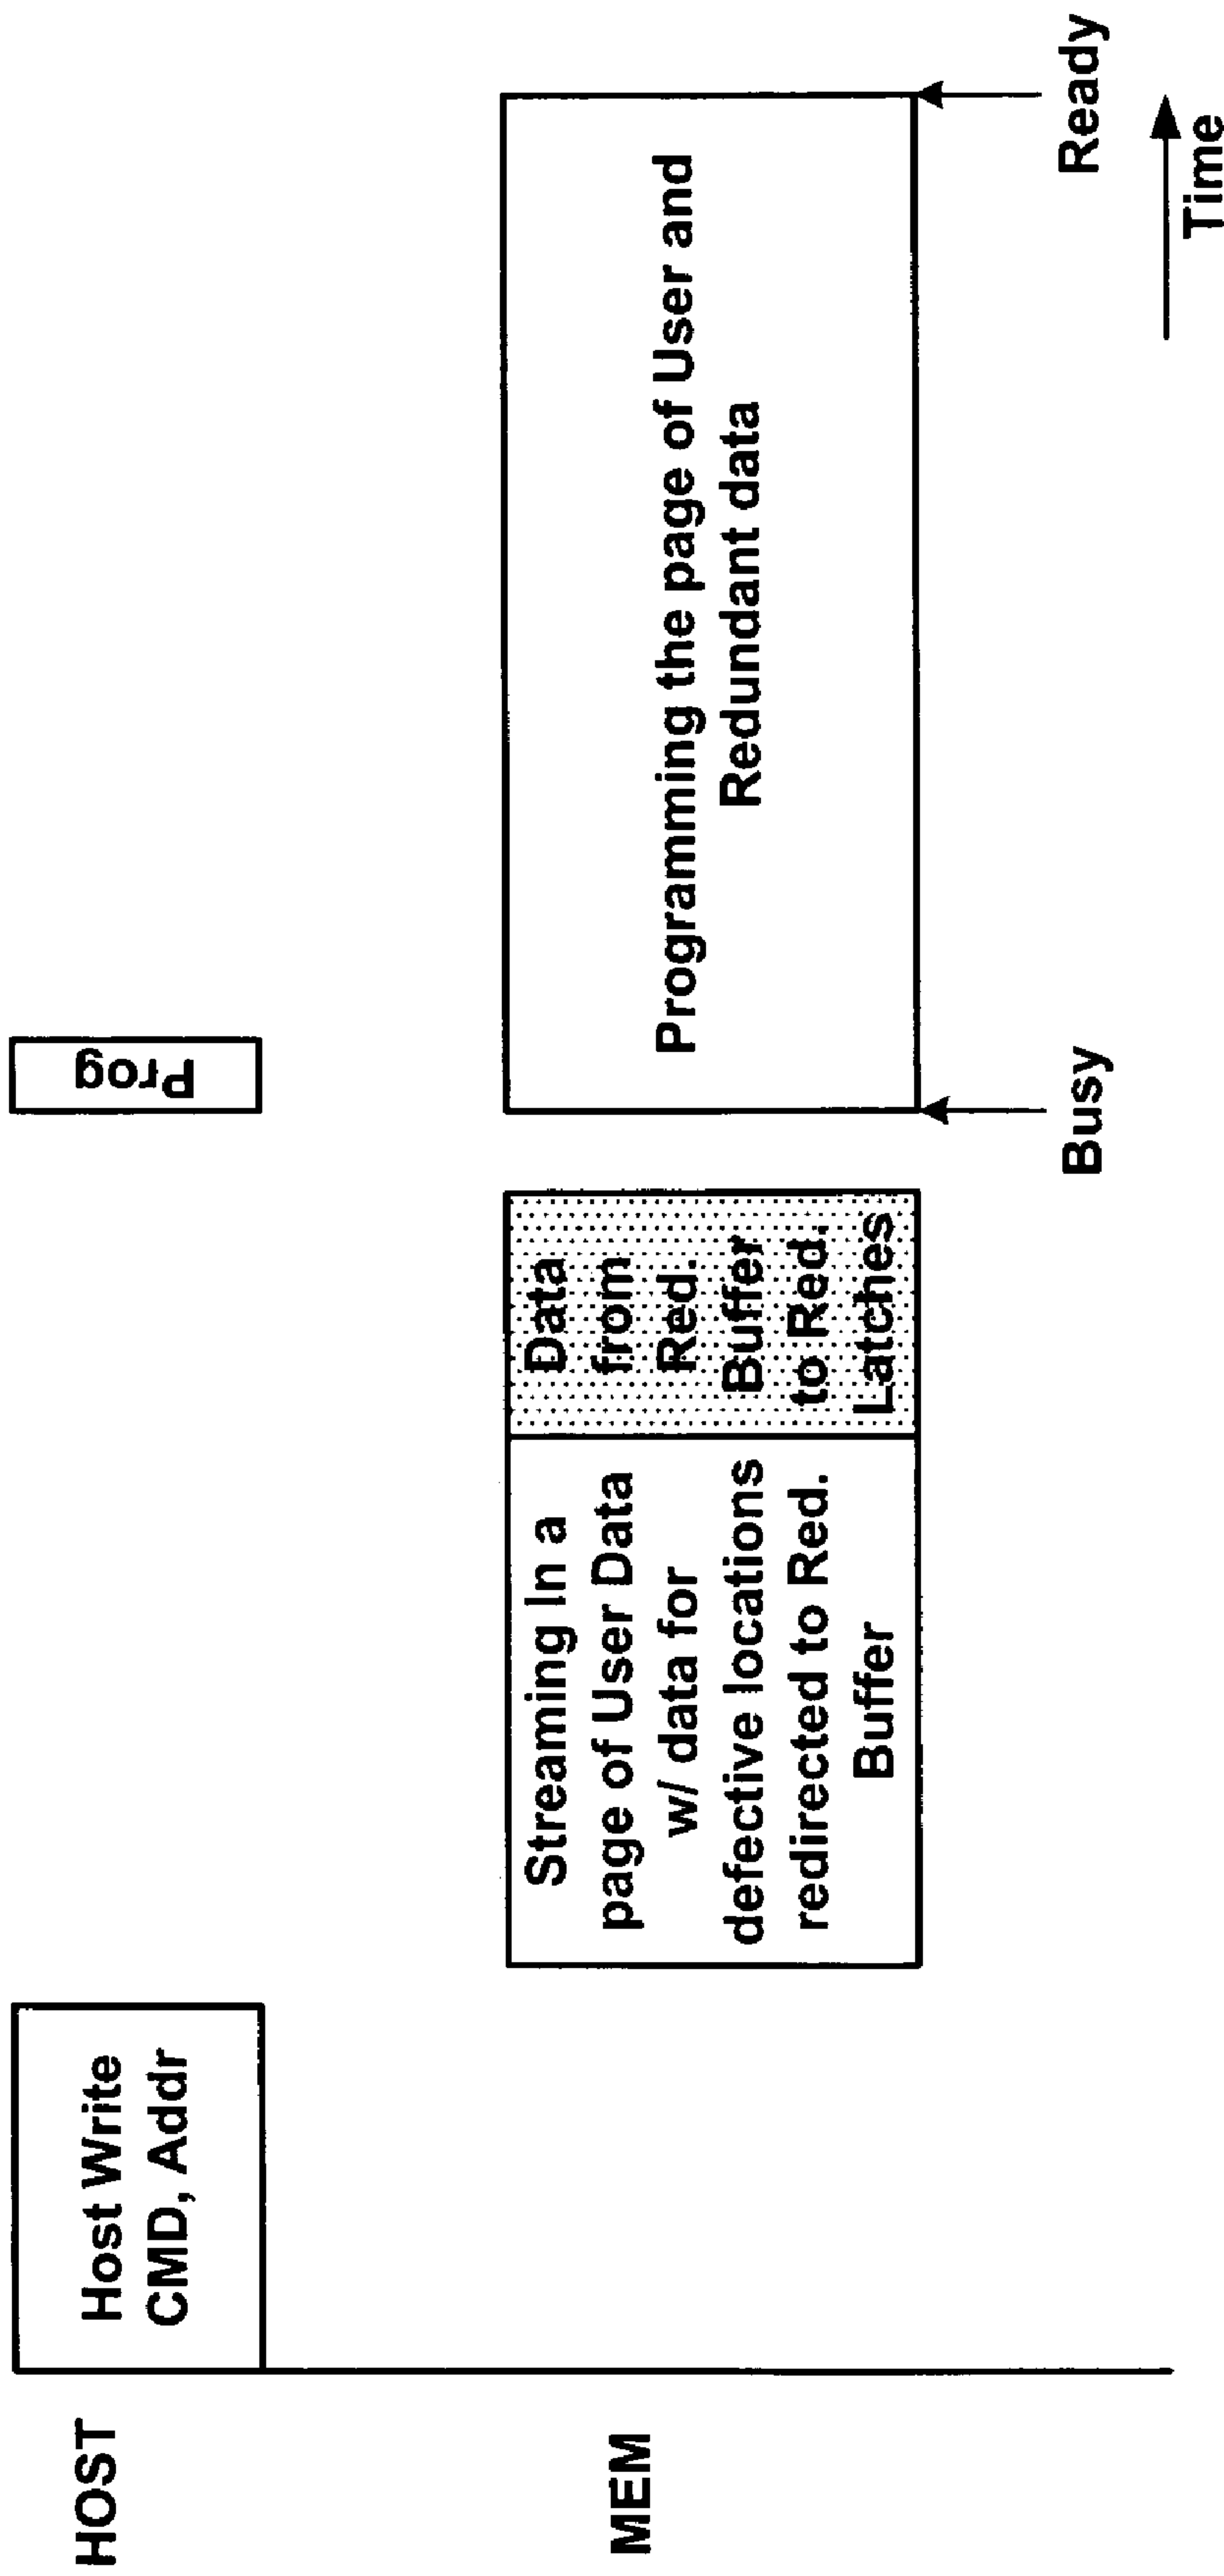 HOST
Host Write
CMD, Addr
Prog
MEM
Streaming In a
page of User Data
w/ data for
defective locations
redirected to Red.
Buffer
Data
from
Red.
Buffer
to Red.
Latches
Programming the page of User and
Redundant data
Busy
Ready
Time